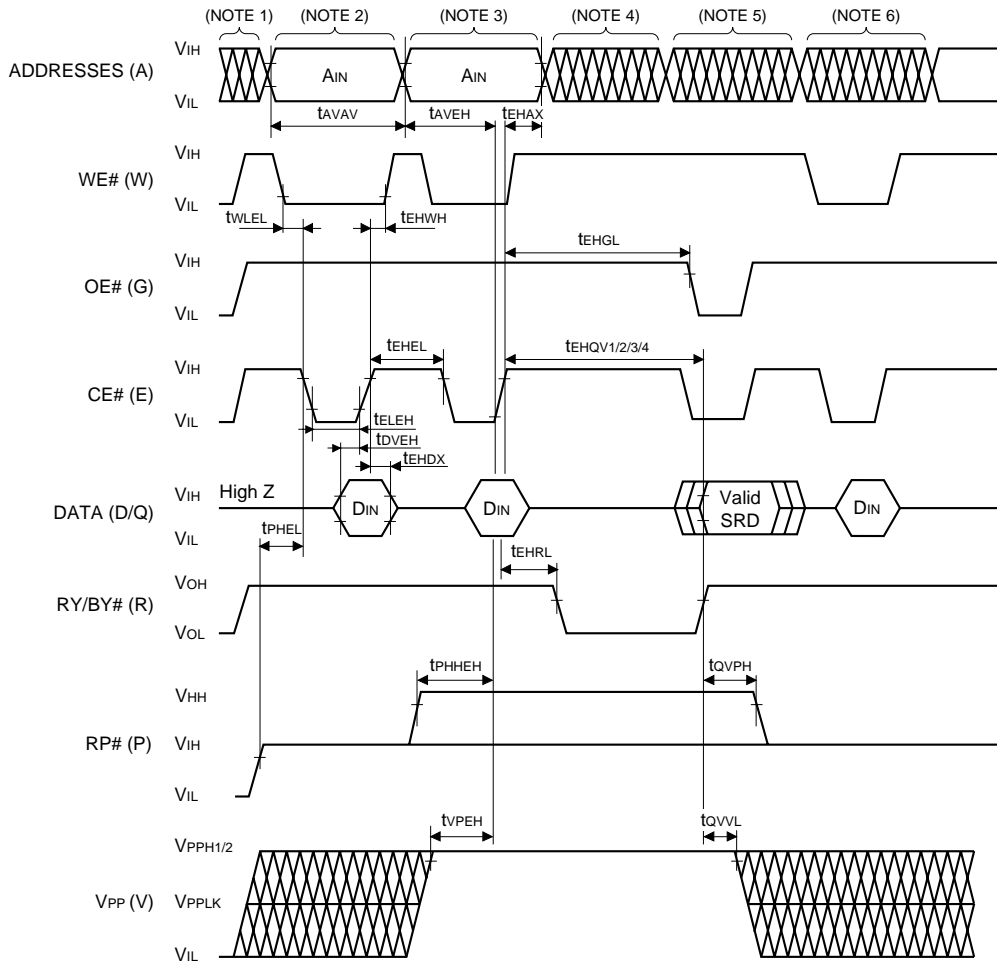 (NOTE 1) (NOTE 2) (NOTE 3) (NOTE 4) (NOTE 5) (NOTE 6)
VIH
ADDRESSES (A) AIN AIN
VIL
tAVAV tAVEH tEHAX
VIH
WE# (W)
VIL
tWLEL tEHWH
tEHGL
VIH
OE# (G)
VIL
tEHEL tEHQV1/2/3/4
VIH
CE# (E)
VIL
tELEH
tDVEH
tEHDX
VIH High Z
DATA (D/Q) DIN DIN Valid SRD DIN
VIL
tPHEL tEHRL
VOH
RY/BY# (R)
VOL
tPHHEH tQVPH
VHH
RP# (P) VIH
VIL
tVPEH tQVVL
VPPH1/2
VPP (V) VPPLK
VIL